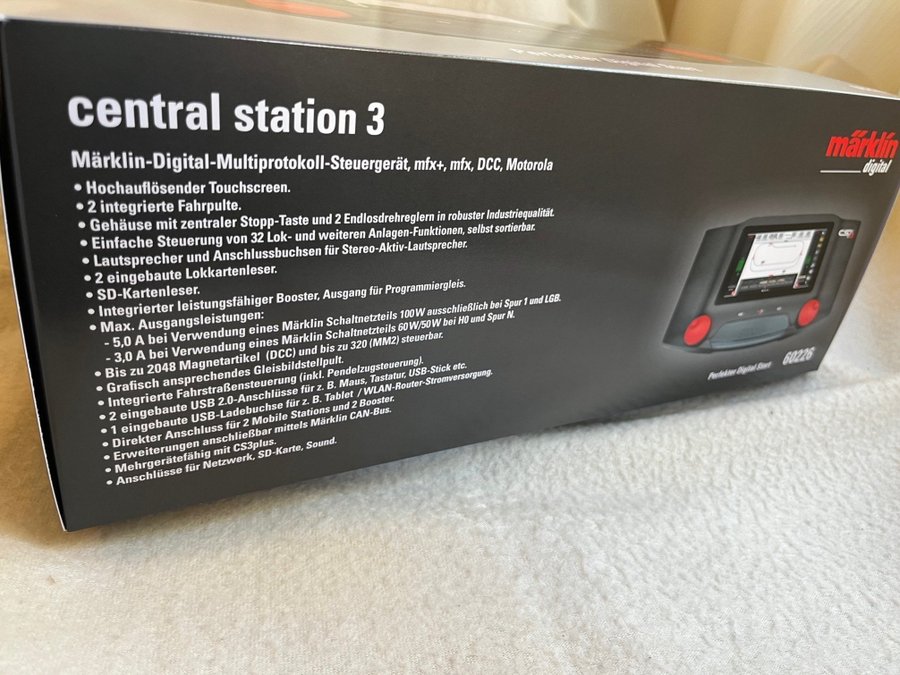 central station 3
Märklin-Digital-Multiprotokoll-Steuergerät, mfx+, mfx, DCC, Motorola
• Hochauflösender Touchscreen.
• 2 integrierte Fahrpulte.
• Gehäuse mit zentraler Stopp-Taste und 2 Endlosdrehreglern in robuster Industriequalität.
• Einfache Steuerung von 32 Lok- und weiteren Anlagen-Funktionen, selbst sortierbar.
• Lautsprecher und Anschlussbuchsen für Stereo-Aktiv-Lautsprecher.
• 2 eingebaute Lokkartenleser.
• SD-Kartenleser.
• Integrierter leistungsfähiger Booster, Ausgang für Programmiergleis.
• Max. Ausgangsleistungen:
- 5,0 A bei Verwendung eines Märklin Schaltnetzteils 100W ausschließlich bei Spur 1 und LGB.
- 3,0 A bei Verwendung eines Märklin Schaltnetzteils 60W/50W bei H0 und Spur N.
• Bis zu 2048 Magnetartikel (DCC) und bis zu 320 (MM2) steuerbar.
• Grafisch ansprechendes Gleisbildstellpult.
• Integrierte Fahrstraßensteuerung (inkl. Pendelzugsteuerung).
• 2 eingebaute USB 2.0-Anschlüsse für z. B. Maus, Tastatur, USB-Stick etc.
• 1 eingebaute USB-Ladebuchse für z. B. Tablet / WLAN-Router-Stromversorgung.
• Direkter Anschluss für 2 Mobile Stations und 2 Booster.
• Erweiterungen anschließbar mittels Märklin CAN-Bus.
• Mehrgerätefähig mit CS3plus.
• Anschlüsse für Netzwerk, SD-Karte, Sound.
märklin
digital
CS3
60226
Perfekter Digital Start